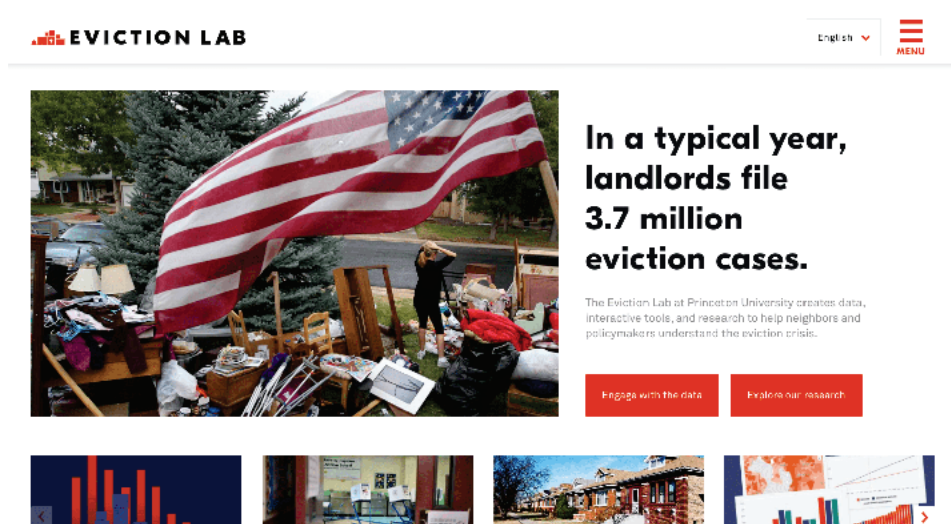 EVICTION LAB
English
MENU
In a typical year,
landlords file
3.7 million
eviction cases.
The Eviction Lab at Princeton University creates data,
interactive tools, and research to help neighbors and
policymakers understand the eviction crisis.
Engage with the data
Explore our research